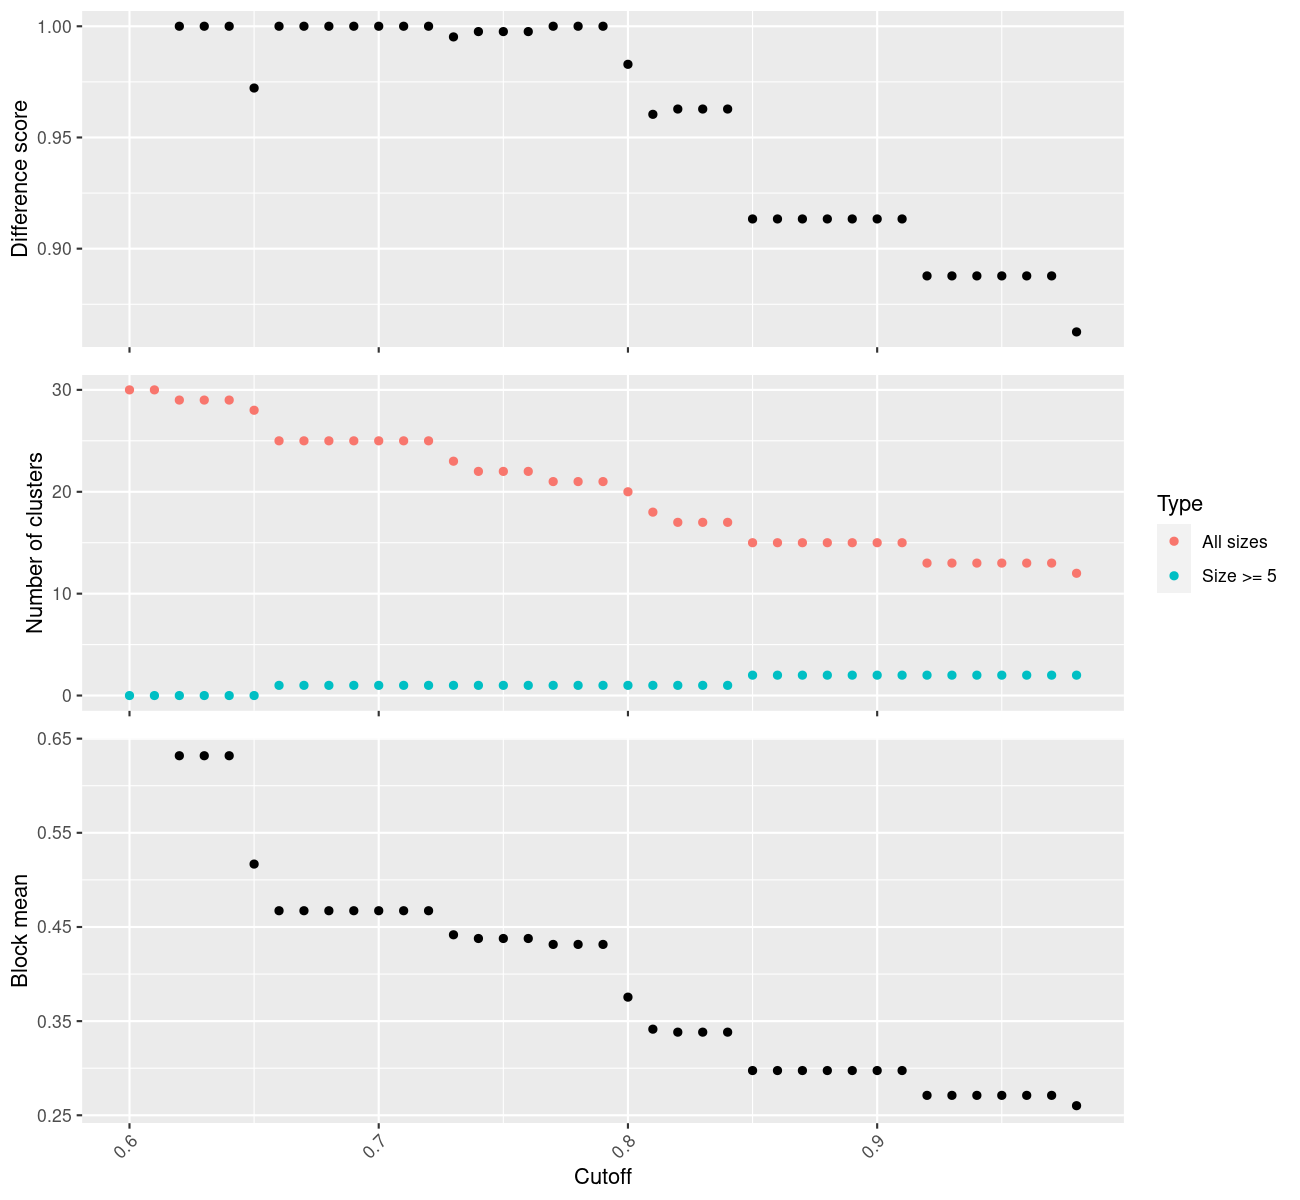 Difference score
1.00
0.95
0.90
Number of clusters
30
20
10
0
Type
All sizes
Size >= 5
Block mean
0.65
0.55
0.45
0.35
0.25
0.6 0.7 0.8 0.9
Cutoff